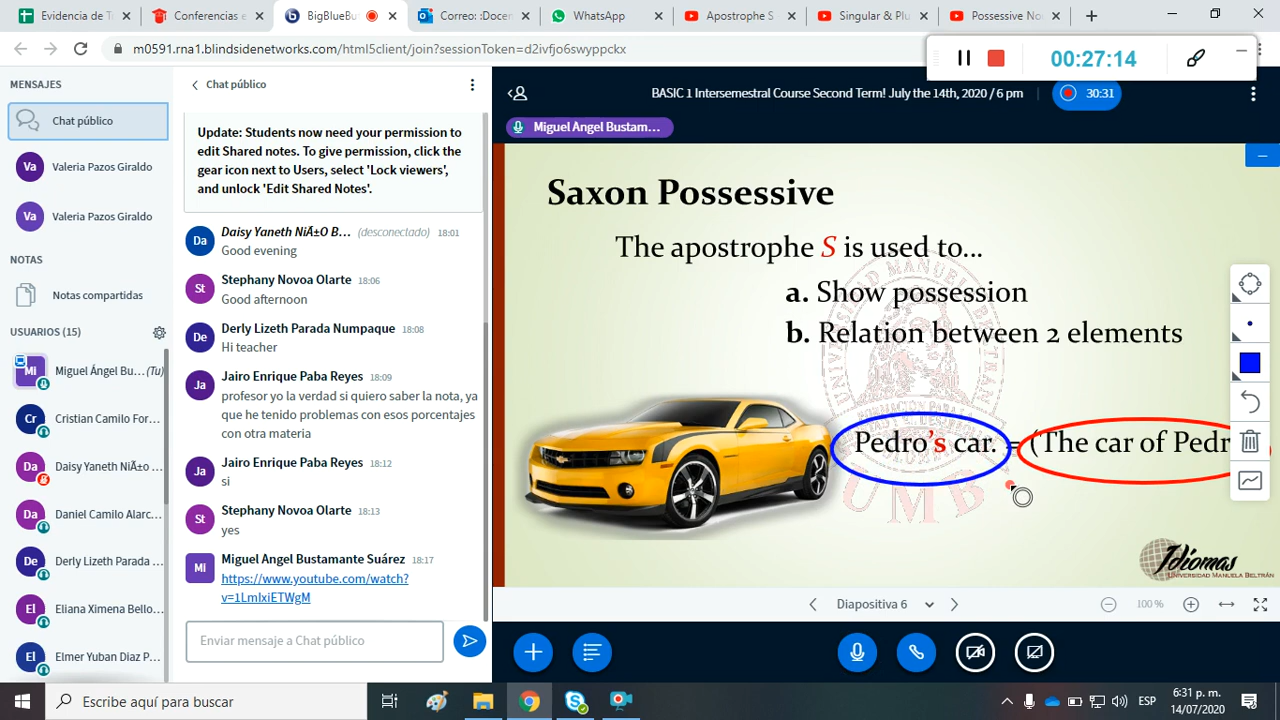 Evidencia de T
Conferencias e
BigBlueBu
Correo: :Docen
WhatsApp
Apostrophe S
Singular & Plu
Possessive No
m0591.rna1.blindsidenetworks.com/html5client/join?sessionToken=d2ivfjo6swyppckx
00:27:14
MENSAJES
Chat público
Valeria Pazos Giraldo
Valeria Pazos Giraldo
NOTAS
Notas compartidas
USUARIOS (15)
Miguel Ángel Bu... (Tu)
Cristian Camilo For...
Daisy Yaneth NiÃ±o ...
Daniel Camilo Alarc...
Derly Lizeth Parada ...
Eliana Ximena Bello...
Elmer Yuban Diaz P...
Chat público
Update: Students now need your permission to
edit Shared notes. To give permission, click the
gear icon next to Users, select 'Lock viewers',
and unlock 'Edit Shared Notes'.
Daisy Yaneth NiÃ±o B... (desconectado) 18:01
Good evening
Stephany Novoa Olarte 18:06
Good afternoon
Derly Lizeth Parada Numpaque 18:08
Hi teacher
Jairo Enrique Paba Reyes 18:09
profesor yo la verdad si quiero saber la nota, ya
que he tenido problemas con esos porcentajes
con otra materia
Jairo Enrique Paba Reyes 18:12
si
Stephany Novoa Olarte 18:13
yes
Miguel Angel Bustamante Suárez 18:17
https://www.youtube.com/watch?
v=1LmIxiETWgM
Enviar mensaje a Chat público
BASIC 1 Intersemestral Course Second Term! July the 14th, 2020 / 6 pm
30:31
Miguel Ángel Bustam...
Saxon Possessive
The apostrophe S is used to...
a. Show possession
b. Relation between 2 elements
Pedro's car. = (The car of Pedr
UMB
Idiomas
UNIVERSIDAD MANUELA BELTRÁN
Diapositiva 6
100 %
Escribe aquí para buscar
ESP
6:31 p. m.
14/07/2020